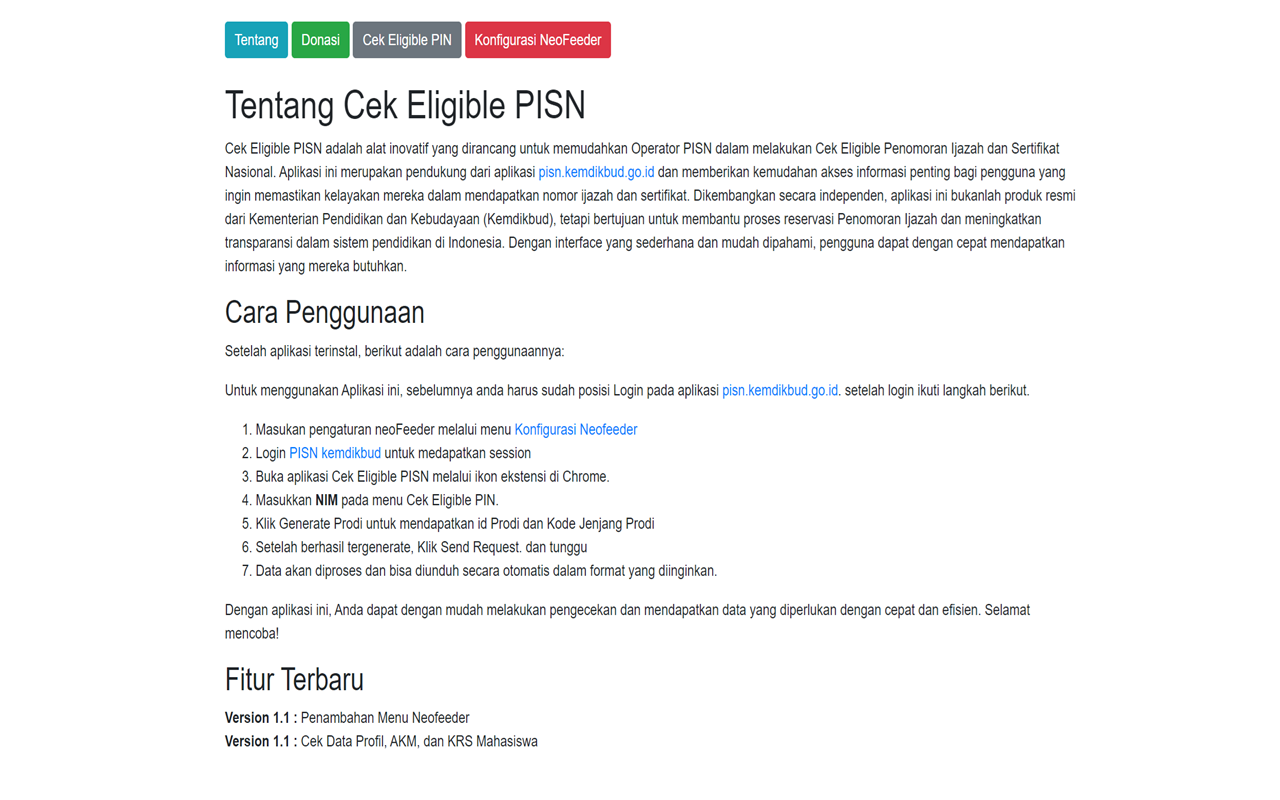 Tentang Donasi Cek Eligible PIN Konfigurasi NeoFeeder
Tentang Cek Eligible PISN
Cek Eligible PISN adalah alat inovatif yang dirancang untuk memudahkan Operator PISN dalam melakukan Cek Eligible Penomoran Ijazah dan Sertifikat
Nasional. Aplikasi ini merupakan pendukung dari aplikasi pisn.kemdikbud.go.id dan memberikan kemudahan akses informasi penting bagi pengguna yang
ingin memastikan kelayakan mereka dalam mendapatkan nomor ijazah dan sertifikat. Dikembangkan secara independen, aplikasi ini bukanlah produk resmi
dari Kementerian Pendidikan dan Kebudayaan (Kemdikbud), tetapi bertujuan untuk membantu proses reservasi Penomoran Ijazah dan meningkatkan
transparansi dalam sistem pendidikan di Indonesia. Dengan interface yang sederhana dan mudah dipahami, pengguna dapat dengan cepat mendapatkan
informasi yang mereka butuhkan.
Cara Penggunaan
Setelah aplikasi terinstal, berikut adalah cara penggunaannya:
Untuk menggunakan Aplikasi ini, sebelumnya anda harus sudah posisi Login pada aplikasi pisn.kemdikbud.go.id. setelah login ikuti langkah berikut.
1. Masukan pengaturan neoFeeder melalui menu Konfigurasi Neofeeder
2. Login PISN kemdikbud untuk medapatkan session
3. Buka aplikasi Cek Eligible PISN melalui ikon ekstensi di Chrome.
4. Masukkan NIM pada menu Cek Eligible PIN.
5. Klik Generate Prodi untuk mendapatkan id Prodi dan Kode Jenjang Prodi
6. Setelah berhasil tergenerate, Klik Send Request. dan tunggu
7. Data akan diproses dan bisa diunduh secara otomatis dalam format yang diinginkan.
Dengan aplikasi ini, Anda dapat dengan mudah melakukan pengecekan dan mendapatkan data yang diperlukan dengan cepat dan efisien. Selamat
mencoba!
Fitur Terbaru
Version 1.1 : Penambahan Menu Neofeeder
Version 1.1 : Cek Data Profil, AKM, dan KRS Mahasiswa